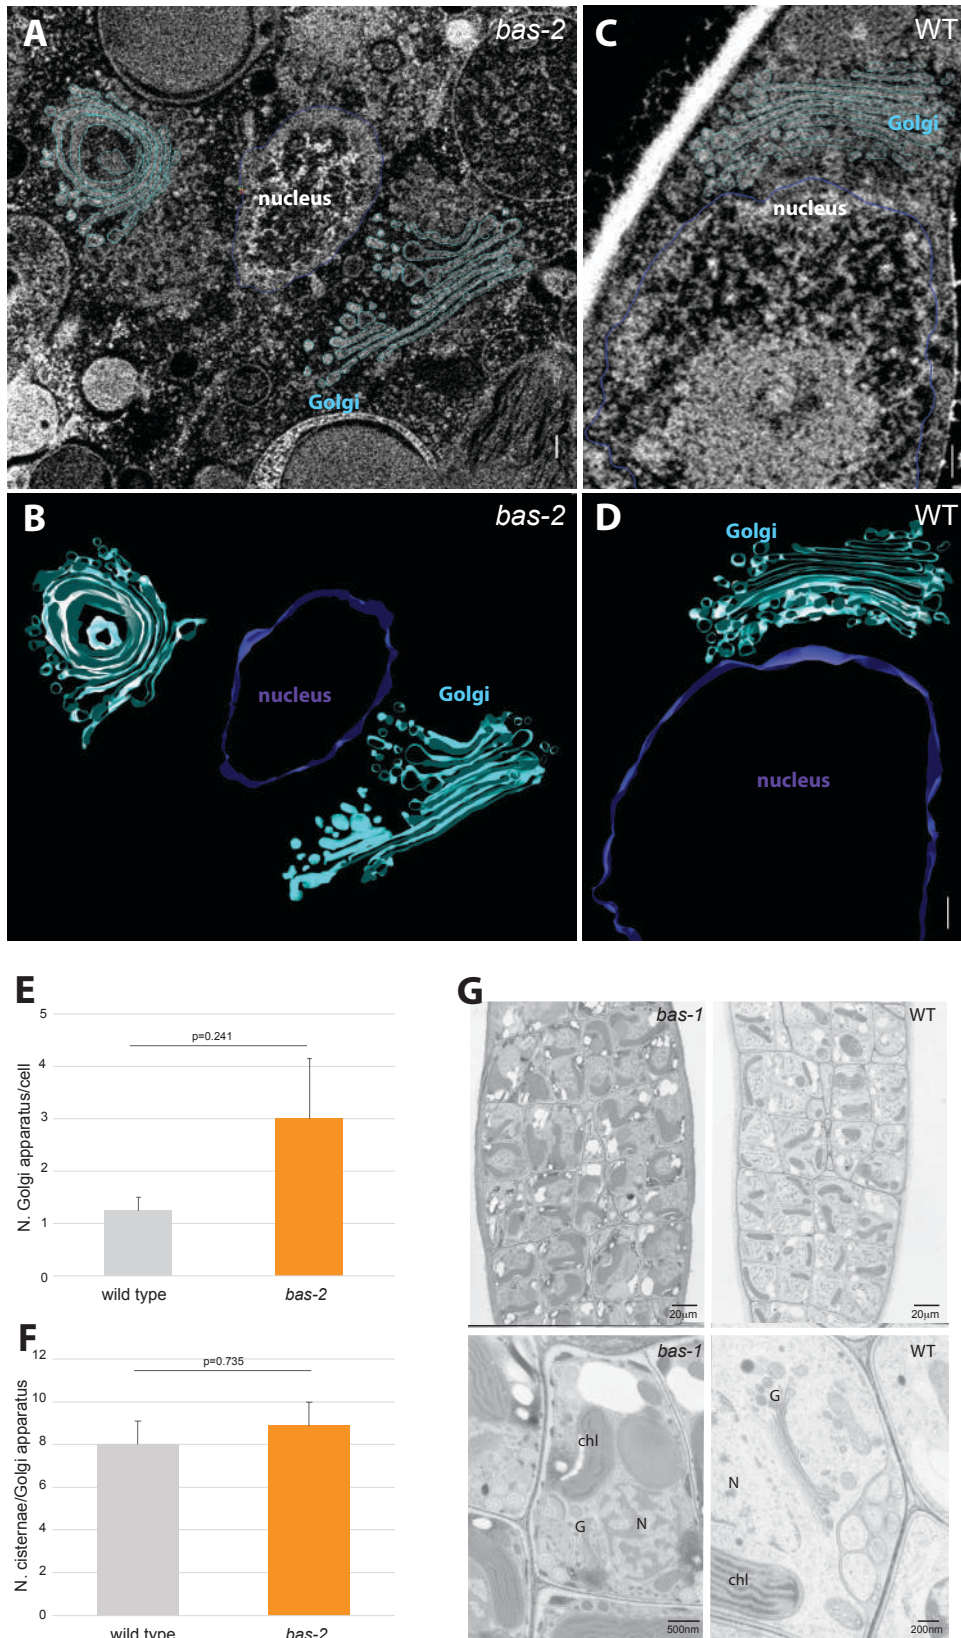 A
bas-2
nucleus
Golgi
C
WT
Golgi
nucleus
B
bas-2
nucleus
Golgi
D
WT
Golgi
nucleus
E
5
4
3
2
1
0
N. Golgi apparatus/cell
p=0.241
wild type
bas-2
F
12
10
8
6
4
2
0
N. cisternae/Golgi apparatus
p=0.735
wild type
bas-2
G
bas-1
20µm
WT
20µm
bas-1
chl
G
N
500nm
WT
G
N
chl
200nm